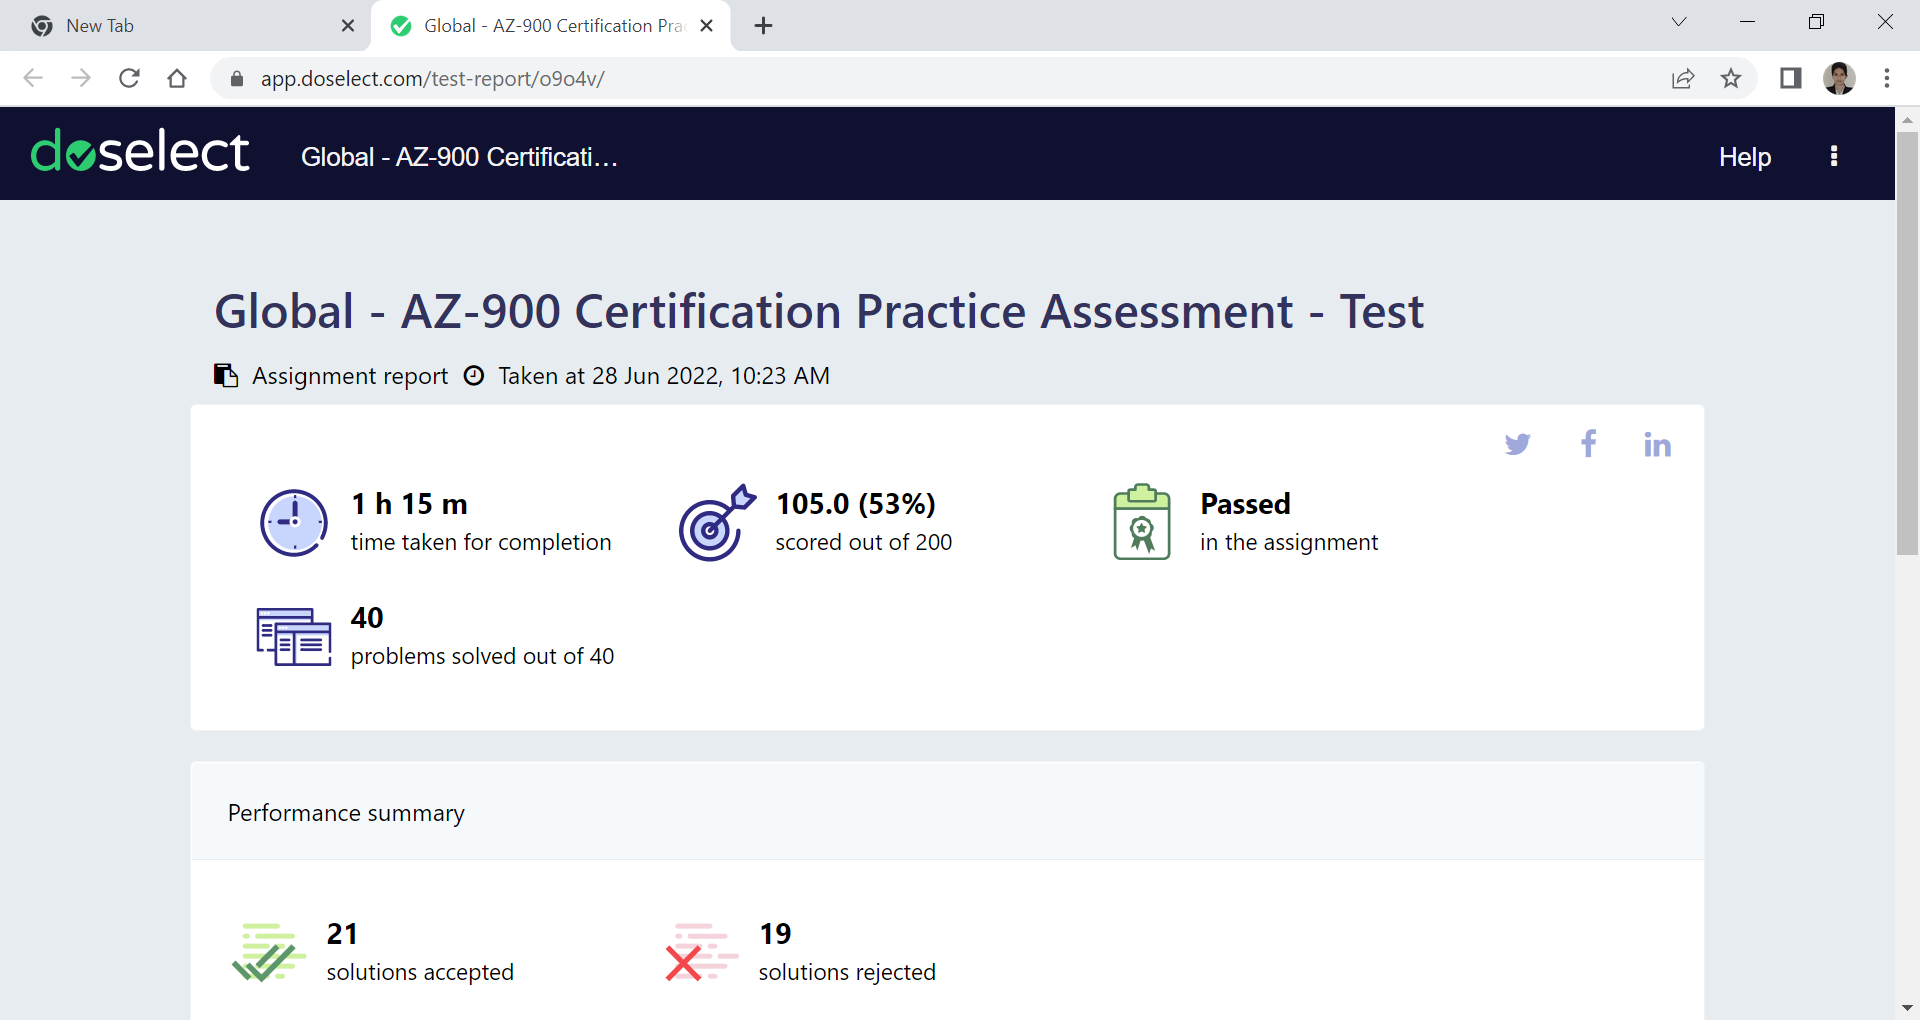 New Tab
Global - AZ-900 Certification Pra
app.doselect.com/test-report/o9o4v/
doselect
Global - AZ-900 Certificati...
Help
Global - AZ-900 Certification Practice Assessment - Test
Assignment report Taken at 28 Jun 2022, 10:23 AM
1 h 15 m
time taken for completion
105.0 (53%)
scored out of 200
Passed
in the assignment
40
problems solved out of 40
Performance summary
21
solutions accepted
19
solutions rejected